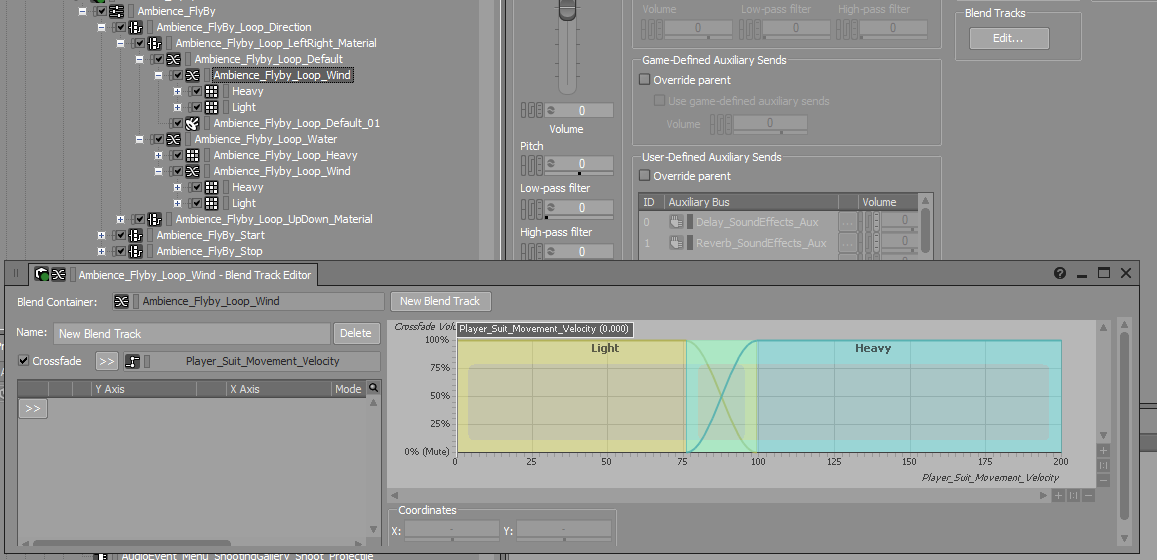 Ambience_FlyBy
Ambience_Flyby_Loop_Direction
Ambience_Flyby_Loop_LeftRight_Material
Ambience_Flyby_Loop_Default
Ambience_Flyby_Loop_Wind
Heavy
Light
Ambience_Flyby_Loop_Default_01
Ambience_Flyby_Loop_Water
Ambience_Flyby_Loop_Heavy
Ambience_Flyby_Loop_Wind
Heavy
Light
Ambience_Flyby_Loop_UpDown_Material
Ambience_FlyBy_Start
Ambience_FlyBy_Stop
0
Volume
Pitch
0
Low-pass filter
0
High-pass filter
0
Volume Low-pass filter High-pass filter
0 0 0
Game-Defined Auxiliary Sends
Override parent
Use game-defined auxiliary sends
Volume 0
User-Defined Auxiliary Sends
Override parent
ID Auxiliary Bus Volume
0 Delay_SoundEffects_Aux ... 0
1 Reverb_SoundEffects_Aux ... 0
Blend Tracks
Edit...
Ambience_Flyby_Loop_Wind - Blend Track Editor
Blend Container: Ambience_Flyby_Loop_Wind New Blend Track
Name: New Blend Track Delete
Crossfade >> Player_Suit_Movement_Velocity
Y Axis X Axis Mode
>>
Player_Suit_Movement_Velocity (0.000)
100%
75%
50%
25%
0% (Mute)
Light Heavy
0 25 50 75 100 125 150 175 200
Player_Suit_Movement_Velocity
Coordinates
X: - Y: -
AudioEvent_Menu_ShootingGallery_Shoot_Projectile